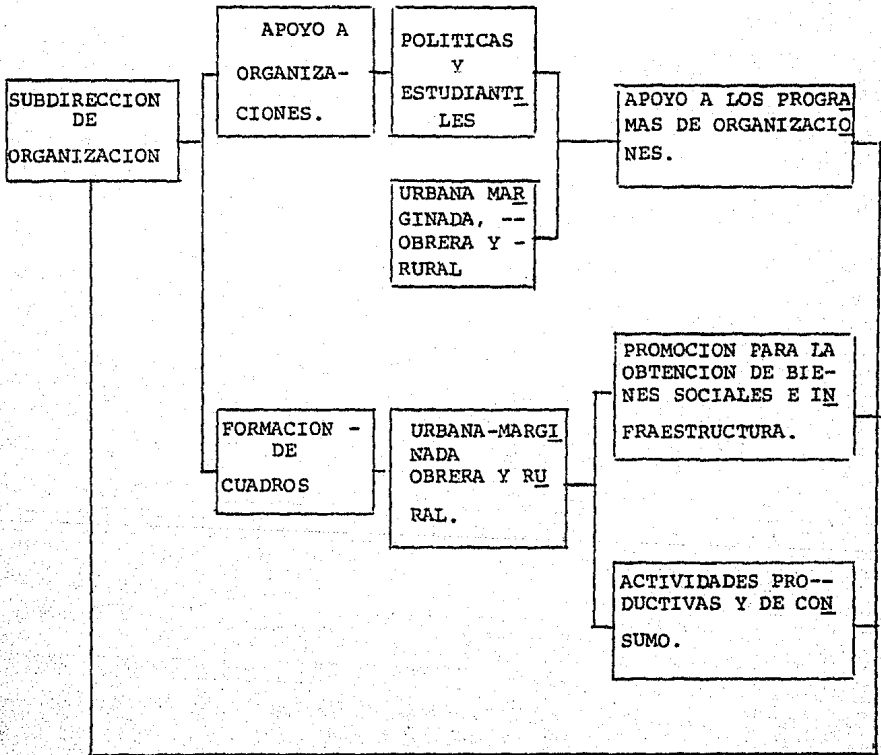 SUBDIRECCION
DE
ORGANIZACION
APOYO A
ORGANIZA-
CIONES.
POLITICAS
Y
ESTUDIANTI
LES
URBANA MAR
GINADA, --
OBRERA Y -
RURAL
APOYO A LOS PROGRA
MAS DE ORGANIZACIO
NES.
FORMACION -
DE
CUADROS
URBANA-MARGI
NADA
OBRERA Y RU
RAL.
PROMOCION PARA LA
OBTENCION DE BIE-
NES SOCIALES E IN
FRAESTRUCTURA.
ACTIVIDADES PRO--
DUCTIVAS Y DE CON
SUMO.